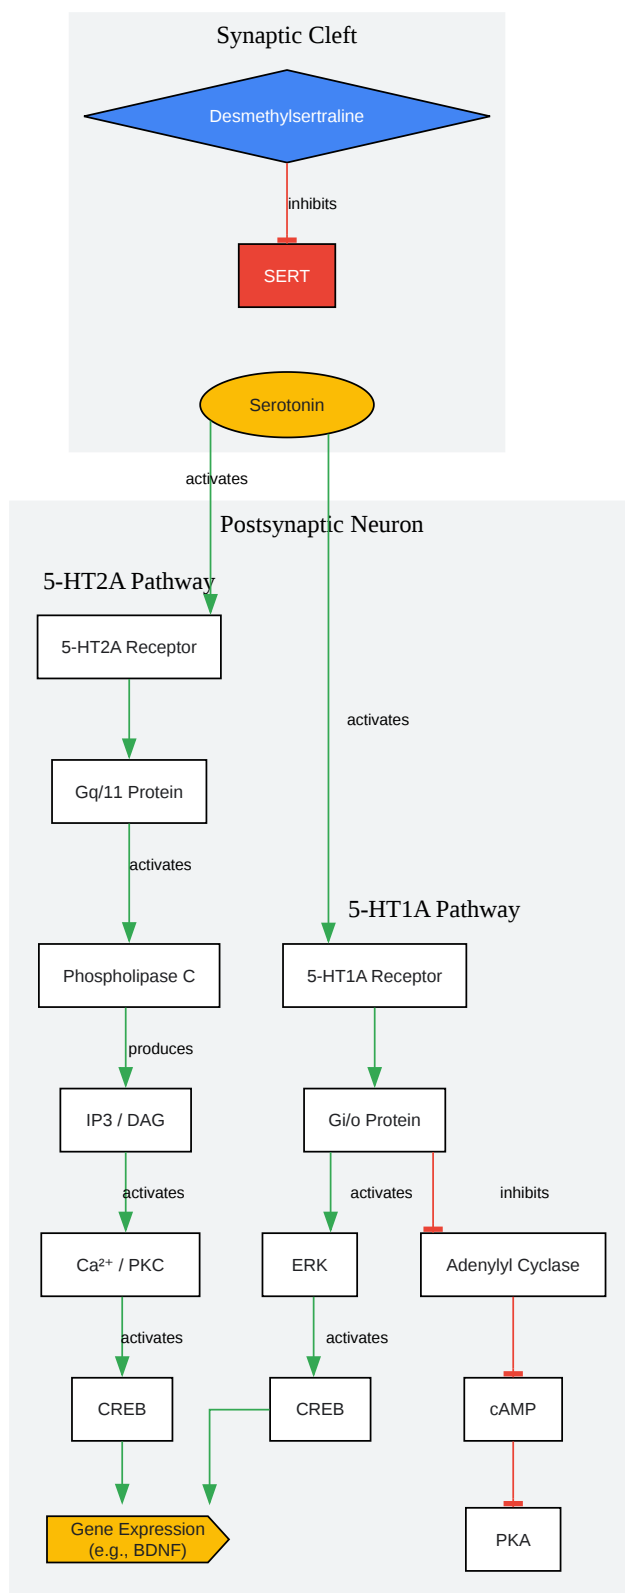 Synaptic Cleft
Desmethylsertraline
inhibits
SERT
Serotonin
activates
Postsynaptic Neuron
5-HT2A Pathway
5-HT2A Receptor
activates
Gq/11 Protein
activates
5-HT1A Pathway
Phospholipase C
5-HT1A Receptor
produces
IP3 / DAG
Gi/o Protein
activates
activates
inhibits
Ca²⁺ / PKC
ERK
Adenylyl Cyclase
activates
activates
CREB
CREB
cAMP
Gene Expression
(e.g., BDNF)
PKA